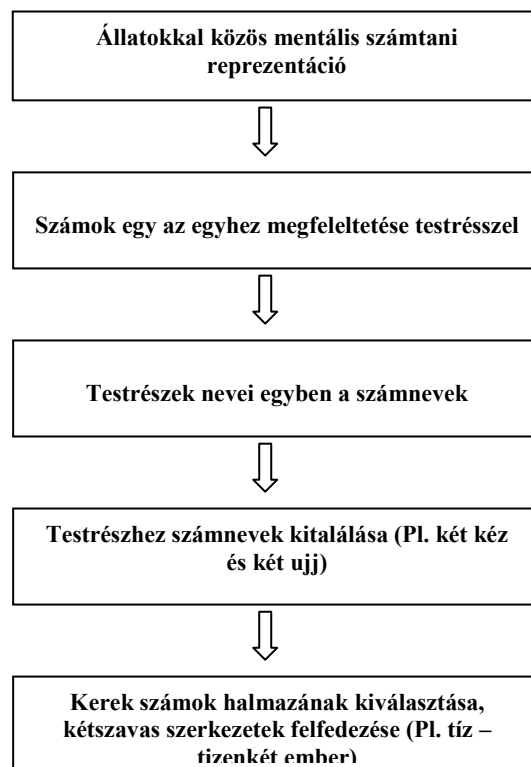 Állatokkal közös mentális számtani
reprezentáció
Számok egy az egyhez megfeleltetése testrésszel
Testrészek nevei egyben a számnevek
Testrészhez számnevek kitalálása (Pl. két kéz
és két ujj)
Kerek számok halmazának kiválasztása,
kétszavas szerkezetek felfedezése (Pl. tíz –
tizenkét ember)